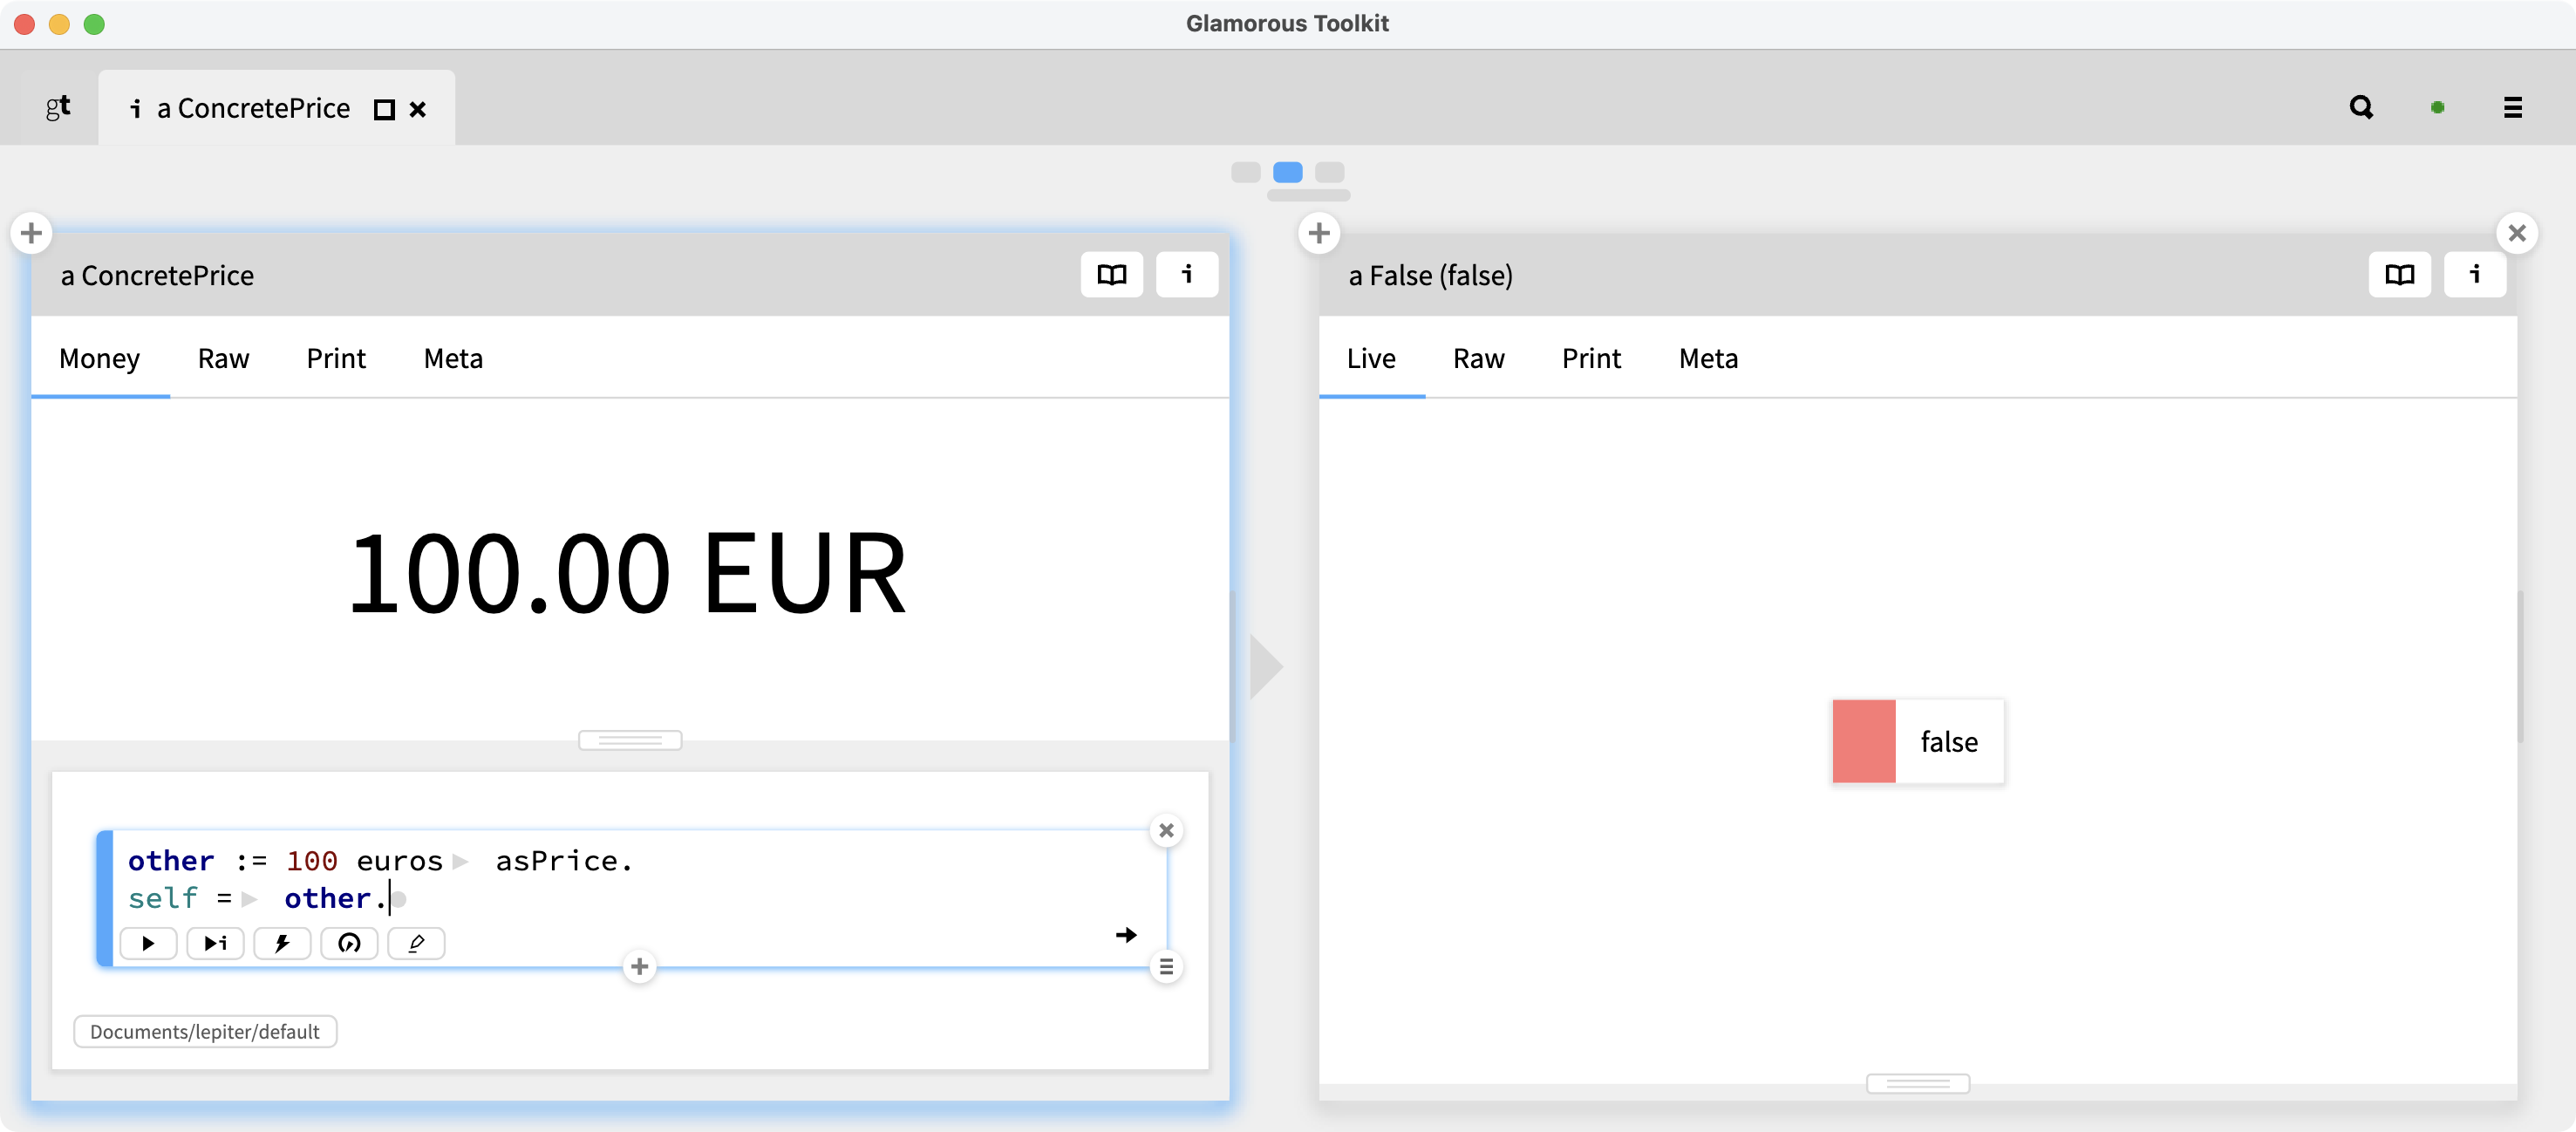 Glamorous Toolkit
gt
i a ConcretePrice
a ConcretePrice
i
Money Raw Print Meta
100.00 EUR
other := 100 euros asPrice.
self = other.
i
Documents/lepiter/default
a False (false)
i
Live Raw Print Meta
false